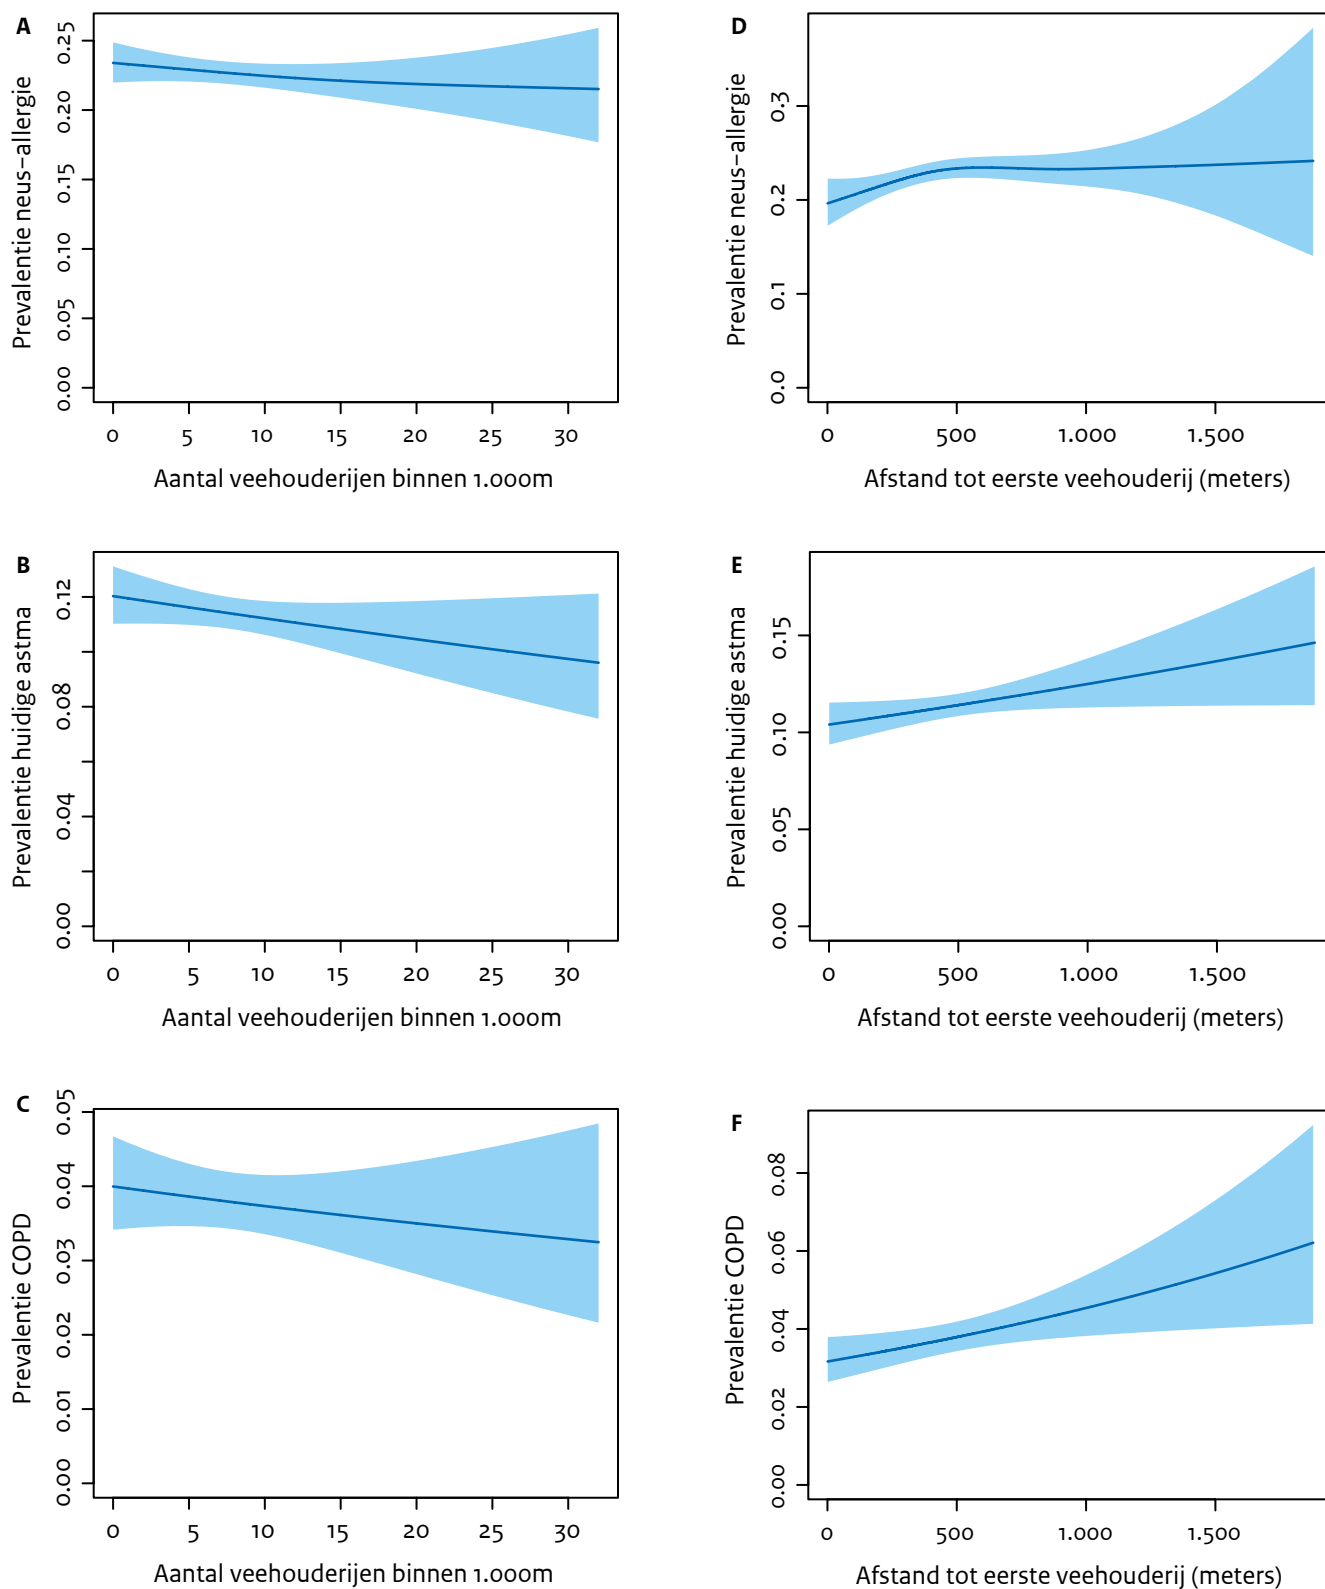 A
Prevalentie neus-allergie
0.00 0.05 0.10 0.15 0.20 0.25
0 5 10 15 20 25 30
Aantal veehouderijen binnen 1.000m
D
Prevalentie neus-allergie
0.0 0.1 0.2 0.3
0 500 1.000 1.500
Afstand tot eerste veehouderij (meters)
B
Prevalentie huidige astma
0.00 0.04 0.08 0.12
0 5 10 15 20 25 30
Aantal veehouderijen binnen 1.000m
E
Prevalentie huidige astma
0.00 0.05 0.10 0.15
0 500 1.000 1.500
Afstand tot eerste veehouderij (meters)
C
Prevalentie COPD
0.00 0.01 0.02 0.03 0.04 0.05
0 5 10 15 20 25 30
Aantal veehouderijen binnen 1.000m
F
Prevalentie COPD
0.00 0.02 0.04 0.06 0.08
0 500 1.000 1.500
Afstand tot eerste veehouderij (meters)